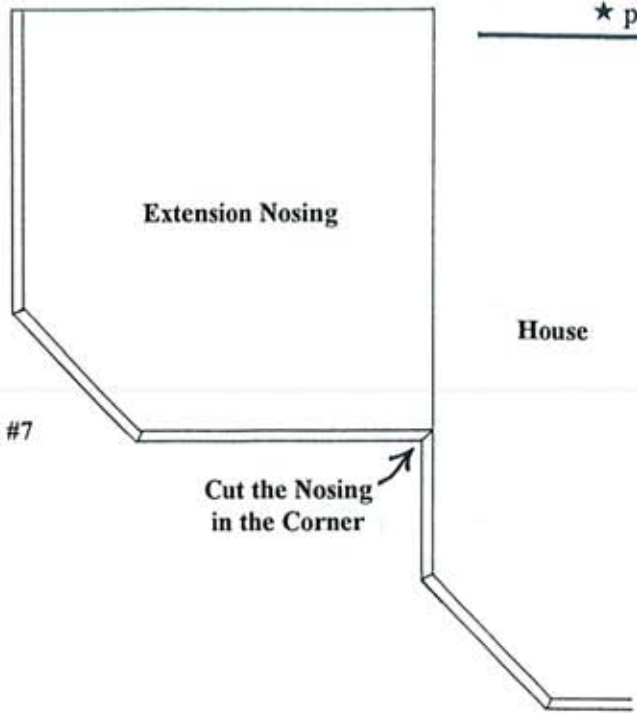 ★ p
Extension Nosing
House
#7
Cut the Nosing
in the Corner